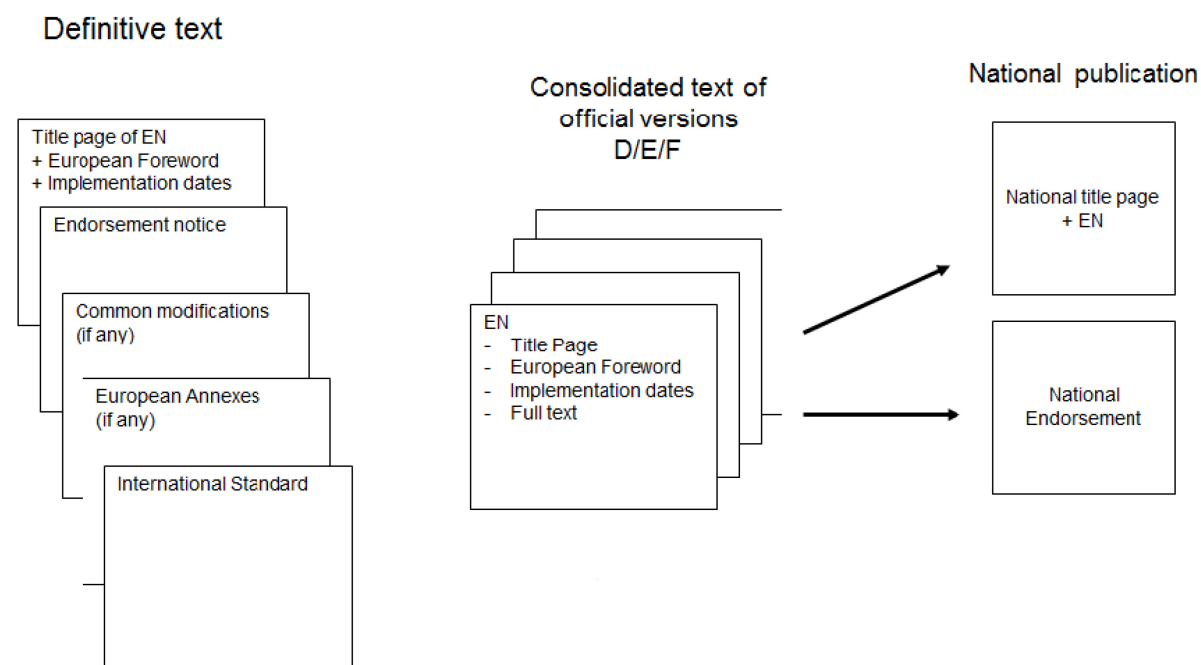 Definitive text
Title page of EN
+ European Foreword
+ Implementation dates
Endorsement notice
Common modifications
(if any)
European Annexes
(if any)
International Standard
Consolidated text of
official versions
D/E/F
EN
- Title Page
- European Foreword
- Implementation dates
- Full text
National publication
National title page
+ EN
National
Endorsement